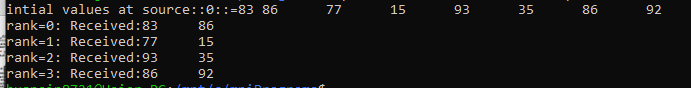 intial values at source::0::=83 86 77 15 93 35 86 92
rank=0: Received:83 86
rank=1: Received:77 15
rank=2: Received:93 35
rank=3: Received:86 92